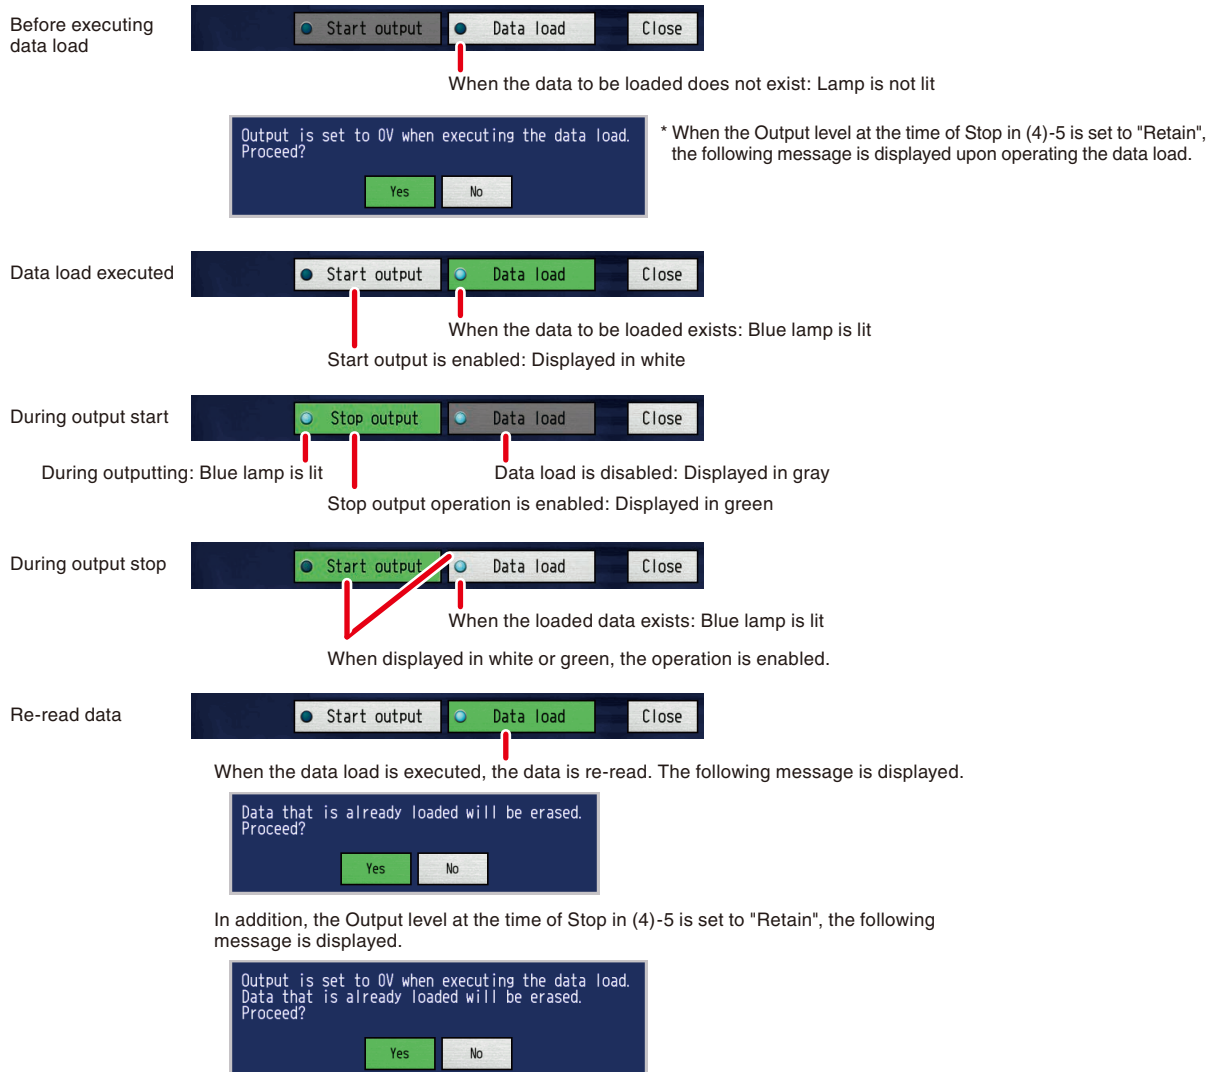 Before executing
data load
Start output
Data load
Close
When the data to be loaded does not exist: Lamp is not lit
Output is set to 0V when executing the data load.
Proceed?
Yes
No
* When the Output level at the time of Stop in (4)-5 is set to "Retain",
the following message is displayed upon operating the data load.
Data load executed
Start output
Data load
Close
When the data to be loaded exists: Blue lamp is lit
Start output is enabled: Displayed in white
During output start
Stop output
Data load
Close
During outputting: Blue lamp is lit
Data load is disabled: Displayed in gray
Stop output operation is enabled: Displayed in green
During output stop
Start output
Data load
Close
When the loaded data exists: Blue lamp is lit
When displayed in white or green, the operation is enabled.
Re-read data
Start output
Data load
Close
When the data load is executed, the data is re-read. The following message is displayed.
Data that is already loaded will be erased.
Proceed?
Yes
No
In addition, the Output level at the time of Stop in (4)-5 is set to "Retain", the following
message is displayed.
Output is set to 0V when executing the data load.
Data that is already loaded will be erased.
Proceed?
Yes
No